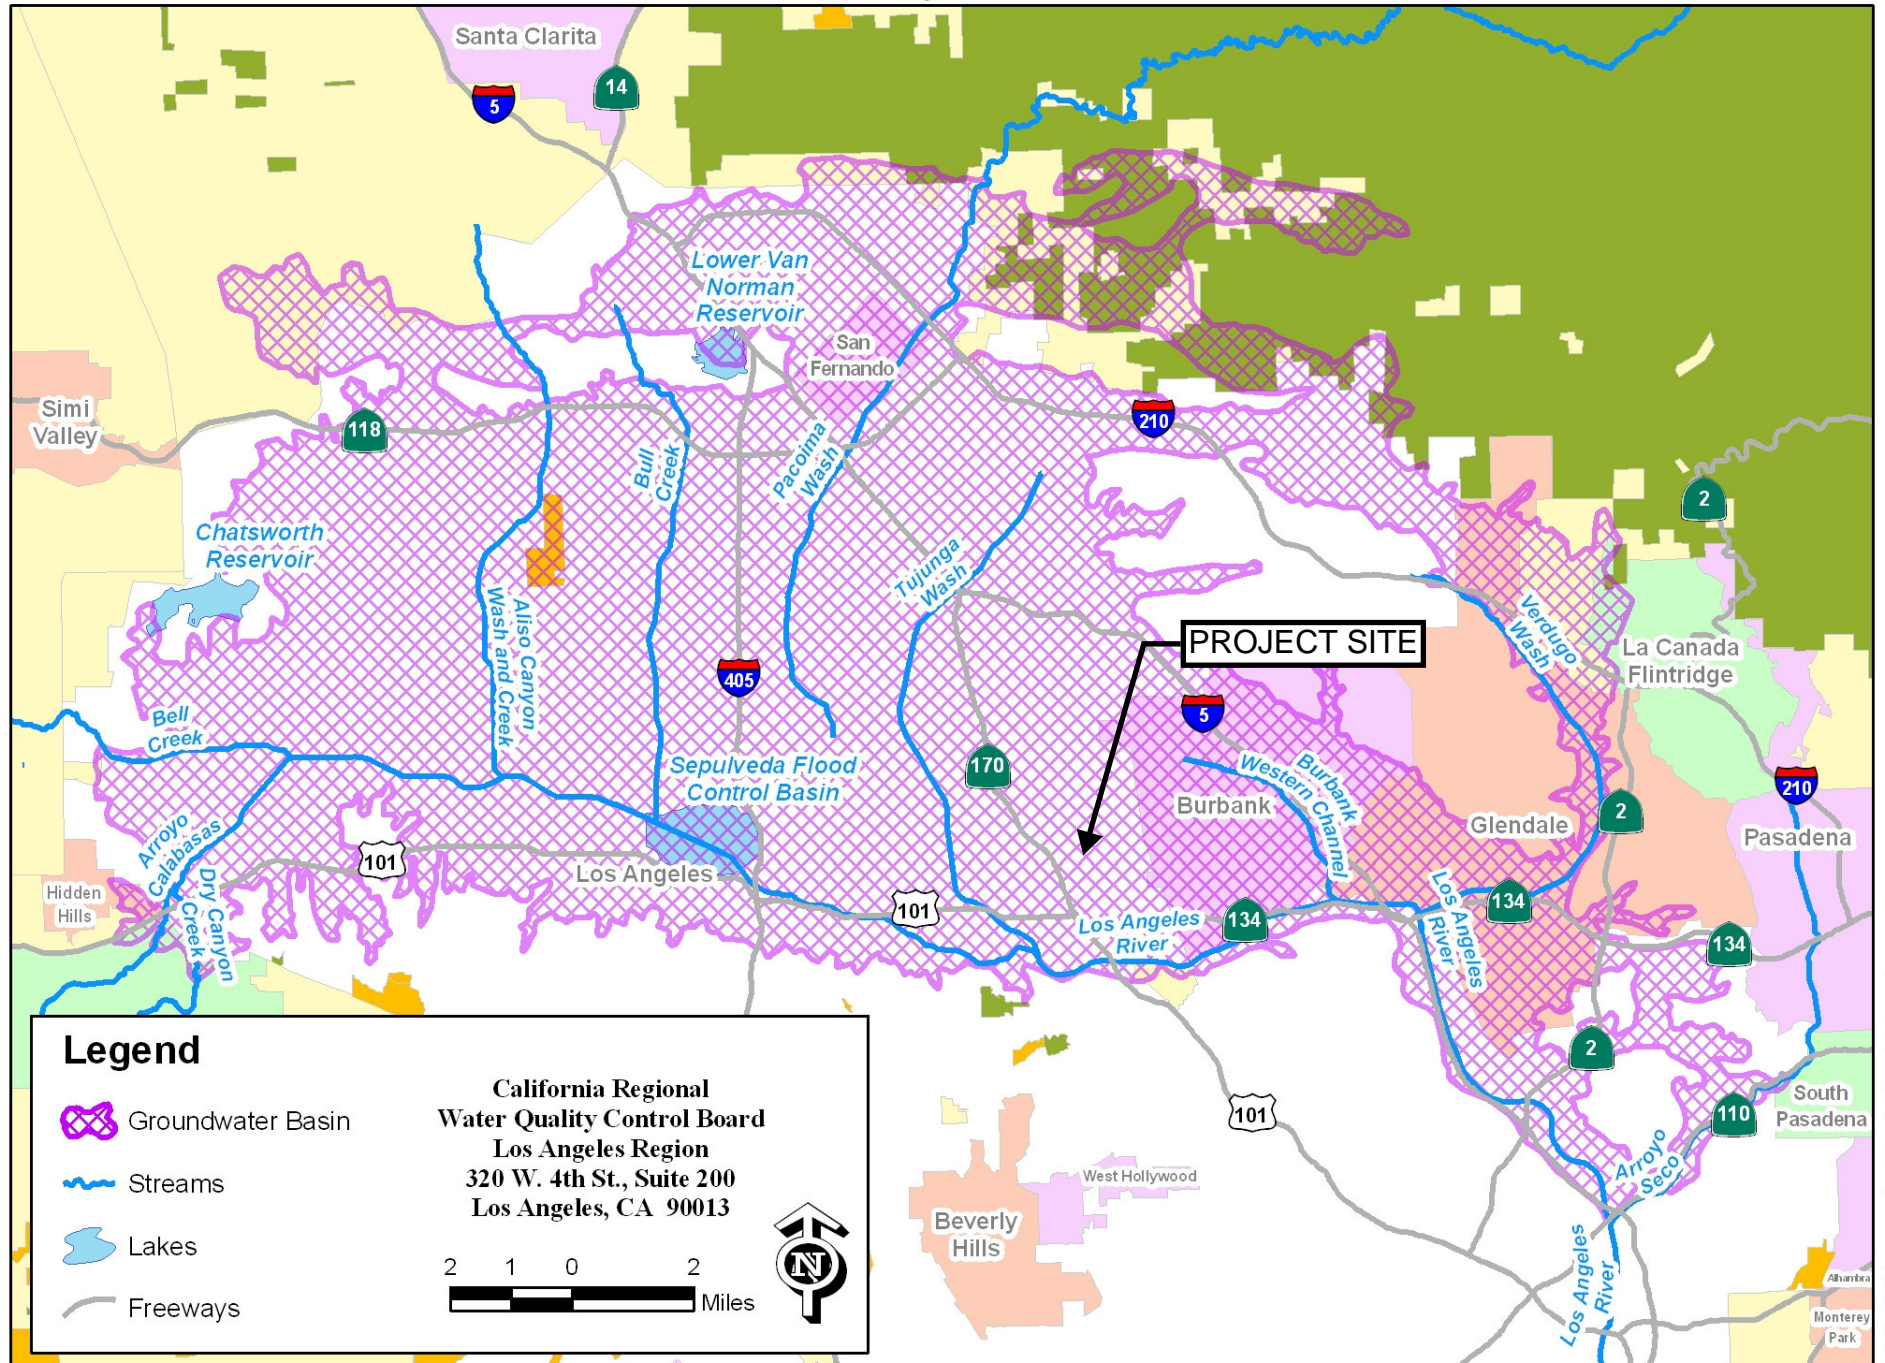 Santa Clarita
14
5
Lower Van
Norman
Reservoir
San
Fernando
Simi
Valley
118
210
2
Bull
Creek
Pacoima
Wash
Chatsworth
Reservoir
Tujunga
Wash
Aliso Canyon
Wash and Creek
Verdugo
Wash
PROJECT SITE
La Canada
Flintridge
405
5
Bell
Creek
170
Sepulveda Flood
Control Basin
Burbank
Western Channel
Burbank
210
2
Glendale
Pasadena
Arroyo
Calabasas
101
Los Angeles
Hidden
Hills
Dry Canyon
Creek
101
Los Angeles
River
134
Los Angeles
River
134
134
Legend
Groundwater Basin
Streams
Lakes
Freeways
California Regional
Water Quality Control Board
Los Angeles Region
320 W. 4th St., Suite 200
Los Angeles, CA 90013
N
2 1 0 2
Miles
2
101
110
South
Pasadena
Arroyo
Seco
West Hollywood
Beverly
Hills
Los Angeles
River
Alhambra
Monterey
Park